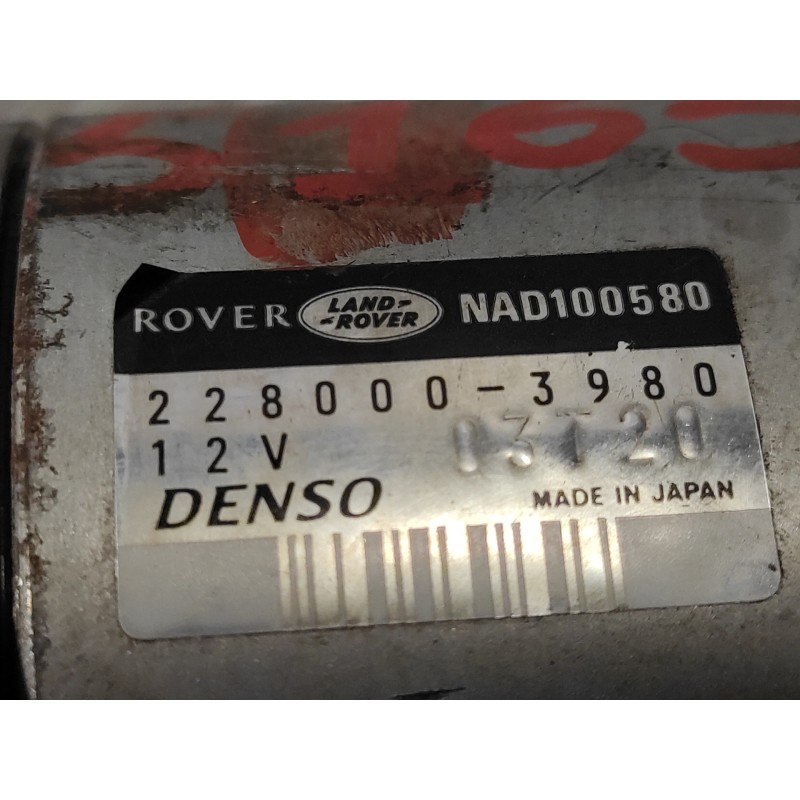 ROVER LAND-ROVER NAD100580
228000-3980
12V 03T20
DENSO MADE IN JAPAN